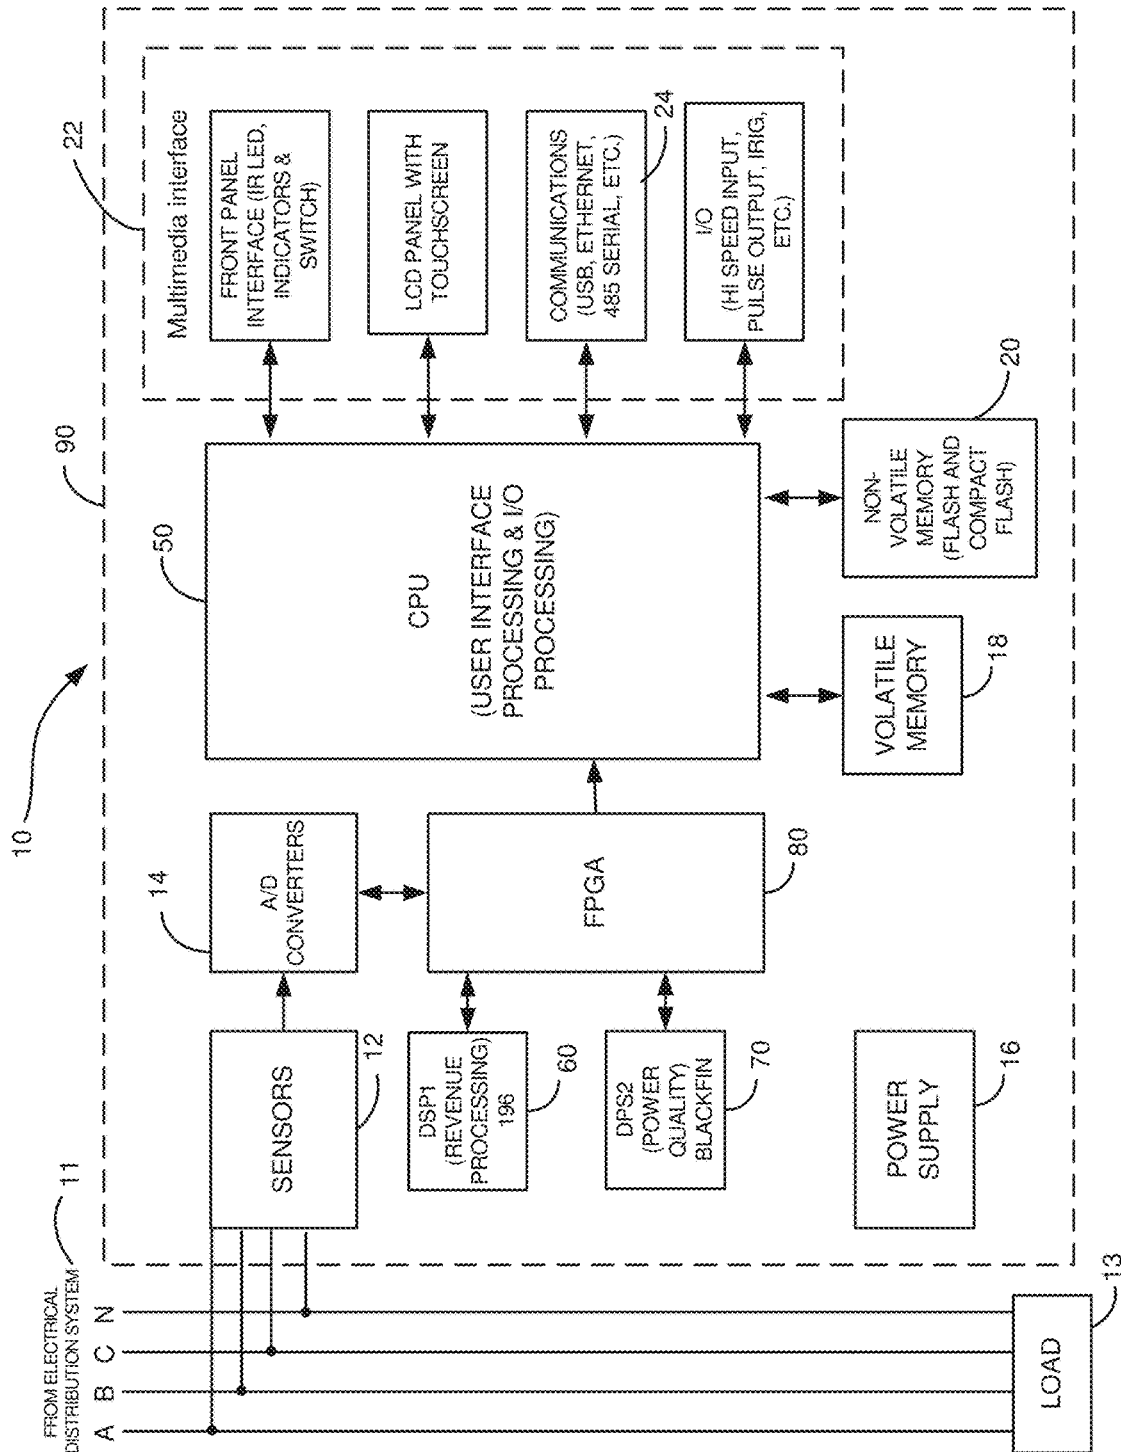 FROM ELECTRICAL
DISTRIBUTION SYSTEM
11
A
B
C
N
LOAD
13
10
90
SENSORS
12
14
A/D
CONVERTERS
DSP1
(REVENUE
PROCESSING)
196
60
DPS2
(POWER
QUALITY)
BLACKFIN
70
POWER
SUPPLY
16
FPGA
80
50
CPU
(USER INTERFACE
PROCESSING & I/O
PROCESSING)
VOLATILE
MEMORY
18
NON-
VOLATILE
MEMORY
(FLASH AND
COMPACT
FLASH)
20
22
Multimedia interface
FRONT PANEL
INTERFACE (IR LED,
INDICATORS &
SWITCH)
LCD PANEL WITH
TOUCHSCREEN
COMMUNICATIONS
(USB, ETHERNET,
485 SERIAL, ETC.)
24
I/O
(HI SPEED INPUT,
PULSE OUTPUT, IRIG,
ETC.)